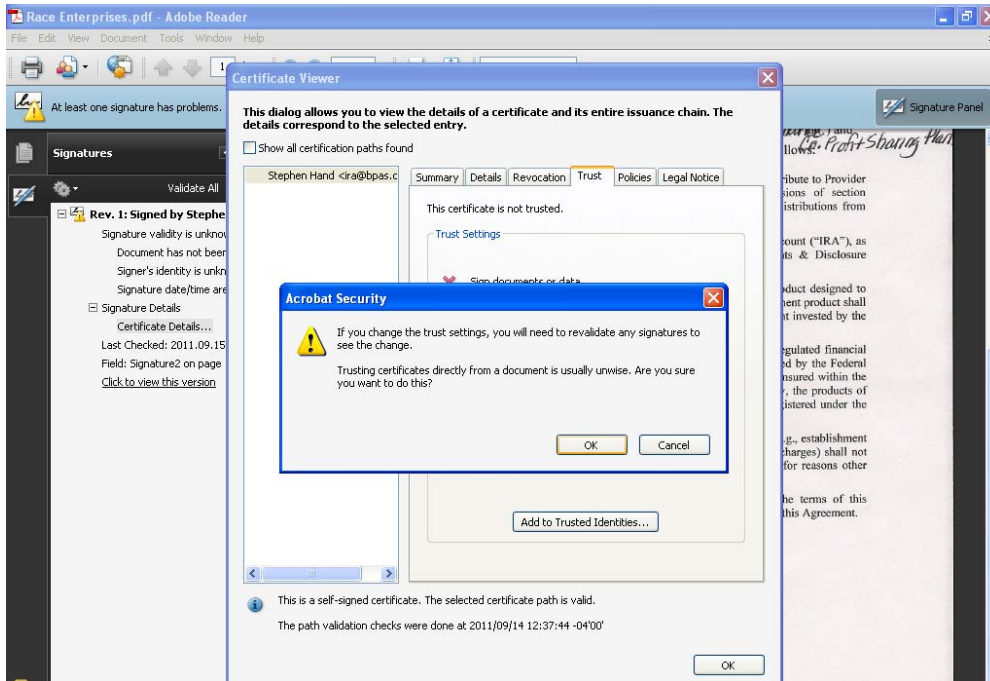 Race Enterprises.pdf - Adobe Reader
File Edit View Document Tools Window Help
1
At least one signature has problems.
Signature Panel
Signatures
Validate All
Rev. 1: Signed by Stephe
Signature validity is unknow
Document has not beer
Signer's identity is unkn
Signature date/time are
Signature Details
Certificate Details...
Last Checked: 2011.09.15
Field: Signature2 on page
Click to view this version
Certificate Viewer
This dialog allows you to view the details of a certificate and its entire issuance chain. The
details correspond to the selected entry.
Show all certification paths found
Stephen Hand <ira@bpas.c
Summary Details Revocation Trust Policies Legal Notice
This certificate is not trusted.
Trust Settings
Sign documents or data
Acrobat Security
If you change the trust settings, you will need to revalidate any signatures to
see the change.
Trusting certificates directly from a document is usually unwise. Are you sure
you want to do this?
OK Cancel
Add to Trusted Identities...
This is a self-signed certificate. The selected certificate path is valid.
The path validation checks were done at 2011/09/14 12:37:44 -04'00'
OK
) and
llows:
Profit Sharing Plan
ribute to Provider
sions of section
istributions from
ount ("IRA"), as
its & Disclosure
oduct designed to
nent product shall
nt invested by the
egulated financial
ed by the Federal
nsured within the
, the products of
istered under the
.g., establishment
charges) shall not
for reasons other
he terms of this
this Agreement.